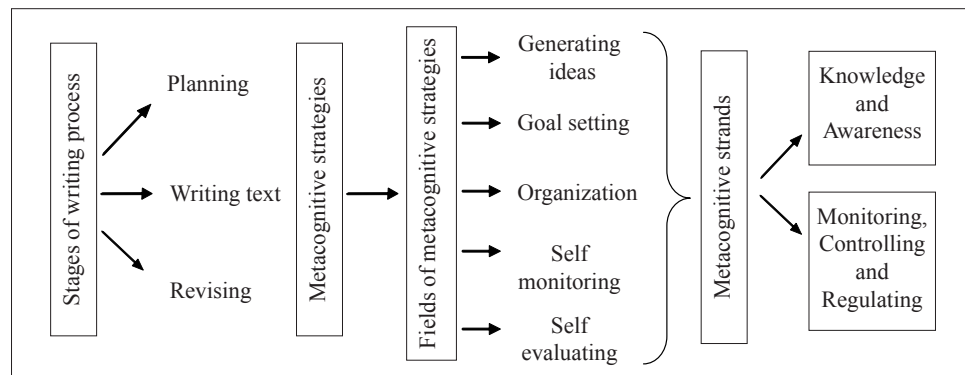 Stages of writing process
Planning
Writing text
Revising
Metacognitive strategies
Fields of metacognitive strategies
Generating
ideas
Goal setting
Organization
Self
monitoring
Self
evaluating
Metacognitive strands
Knowledge
and
Awareness
Monitoring,
Controlling
and
Regulating